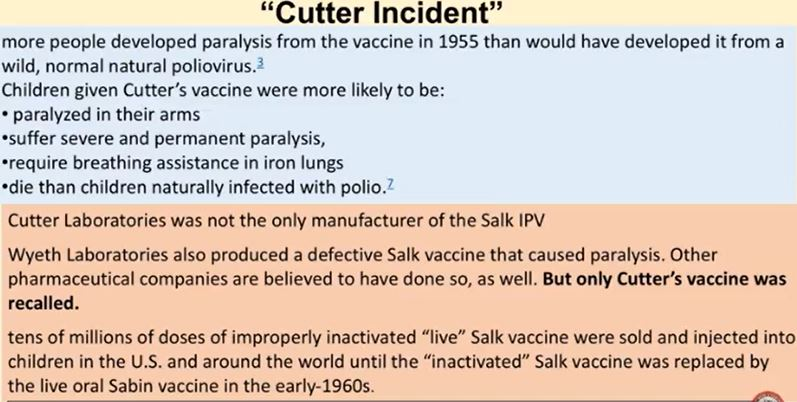 “Cutter Incident”
more people developed paralysis from the vaccine in 1955 than would have developed it from a
wild, normal natural poliovirus.3
Children given Cutter’s vaccine were more likely to be:
• paralyzed in their arms
•suffer severe and permanent paralysis,
•require breathing assistance in iron lungs
•die than children naturally infected with polio.7
Cutter Laboratories was not the only manufacturer of the Salk IPV
Wyeth Laboratories also produced a defective Salk vaccine that caused paralysis. Other
pharmaceutical companies are believed to have done so, as well. But only Cutter’s vaccine was
recalled.
tens of millions of doses of improperly inactivated “live” Salk vaccine were sold and injected into
children in the U.S. and around the world until the “inactivated” Salk vaccine was replaced by
the live oral Sabin vaccine in the early-1960s.